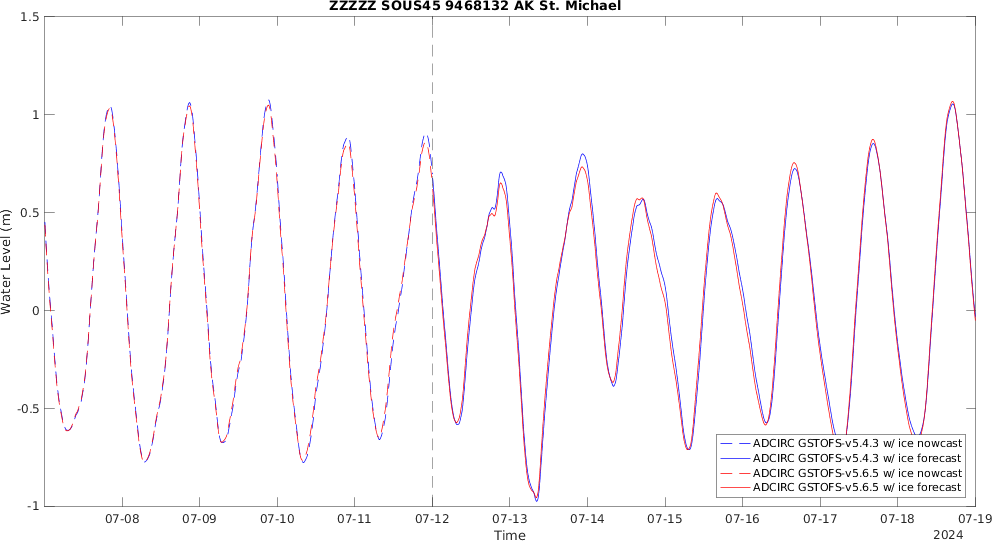 ZZZZZ SOUS45 9468132 AK St. Michael
1.5
1
0.5
0
-0.5
-1
Water Level (m)
ADCIRC GSTOFS-v5.4.3 w/ ice nowcast
ADCIRC GSTOFS-v5.4.3 w/ ice forecast
ADCIRC GSTOFS-v5.6.5 w/ ice nowcast
ADCIRC GSTOFS-v5.6.5 w/ ice forecast
07-08 07-09 07-10 07-11 07-12 07-13 07-14 07-15 07-16 07-17 07-18 07-19
Time
2024